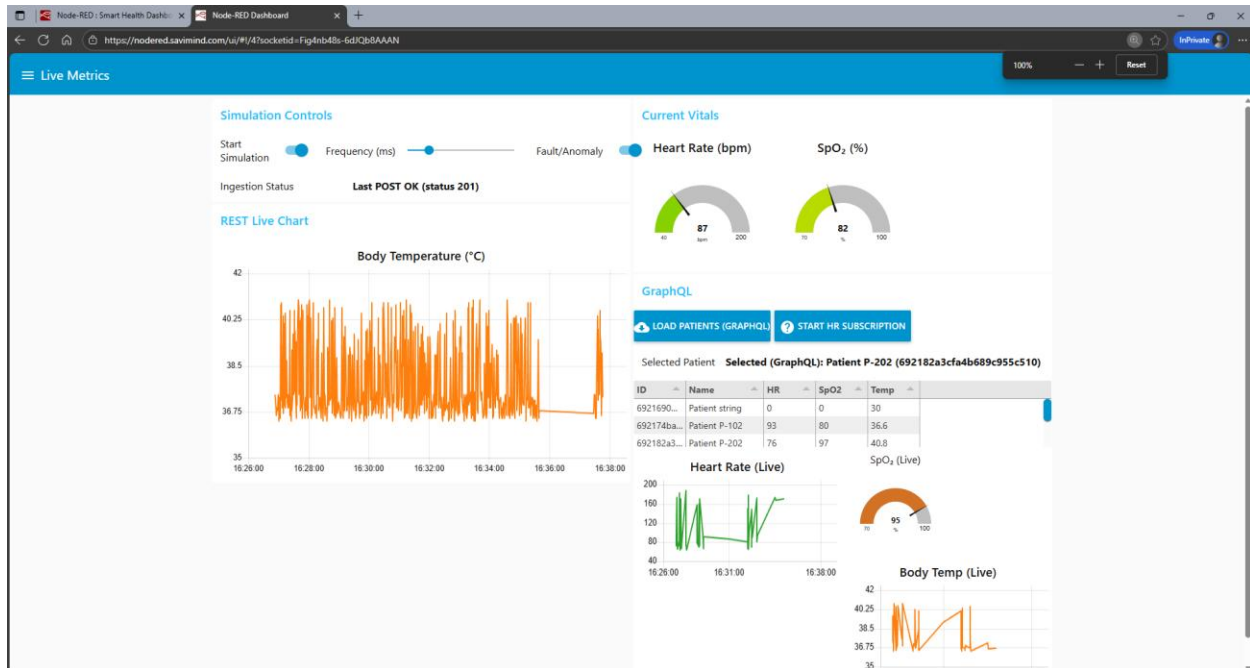 Node-RED : Smart Health Dashbo
Node-RED Dashboard
https://nodered.savimind.com/ui/#!/4?socketid=Fig4nb48s-6dJQb8AAAN
InPrivate
Live Metrics
100%
Reset
Simulation Controls
Start Simulation
Frequency (ms)
Fault/Anomaly
Ingestion Status
Last POST OK (status 201)
REST Live Chart
Body Temperature (°C)
42
40.25
38.5
36.75
35
16:26:00 16:28:00 16:30:00 16:32:00 16:34:00 16:36:00 16:38:00
Current Vitals
Heart Rate (bpm)
87
bpm
40 200
SpO₂ (%)
82
%
70 100
GraphQL
LOAD PATIENTS (GRAPHQL)
START HR SUBSCRIPTION
Selected Patient Selected (GraphQL): Patient P-202 (692182a3cfa4b689c955c510)
ID Name HR SpO2 Temp
6921690... Patient string 0 0 30
692174ba... Patient P-102 93 80 36.6
692182a3... Patient P-202 76 97 40.8
Heart Rate (Live)
200
160
120
80
40
16:26:00 16:31:00 16:38:00
SpO₂ (Live)
95
%
70 100
Body Temp (Live)
42
40.25
38.5
36.75
35